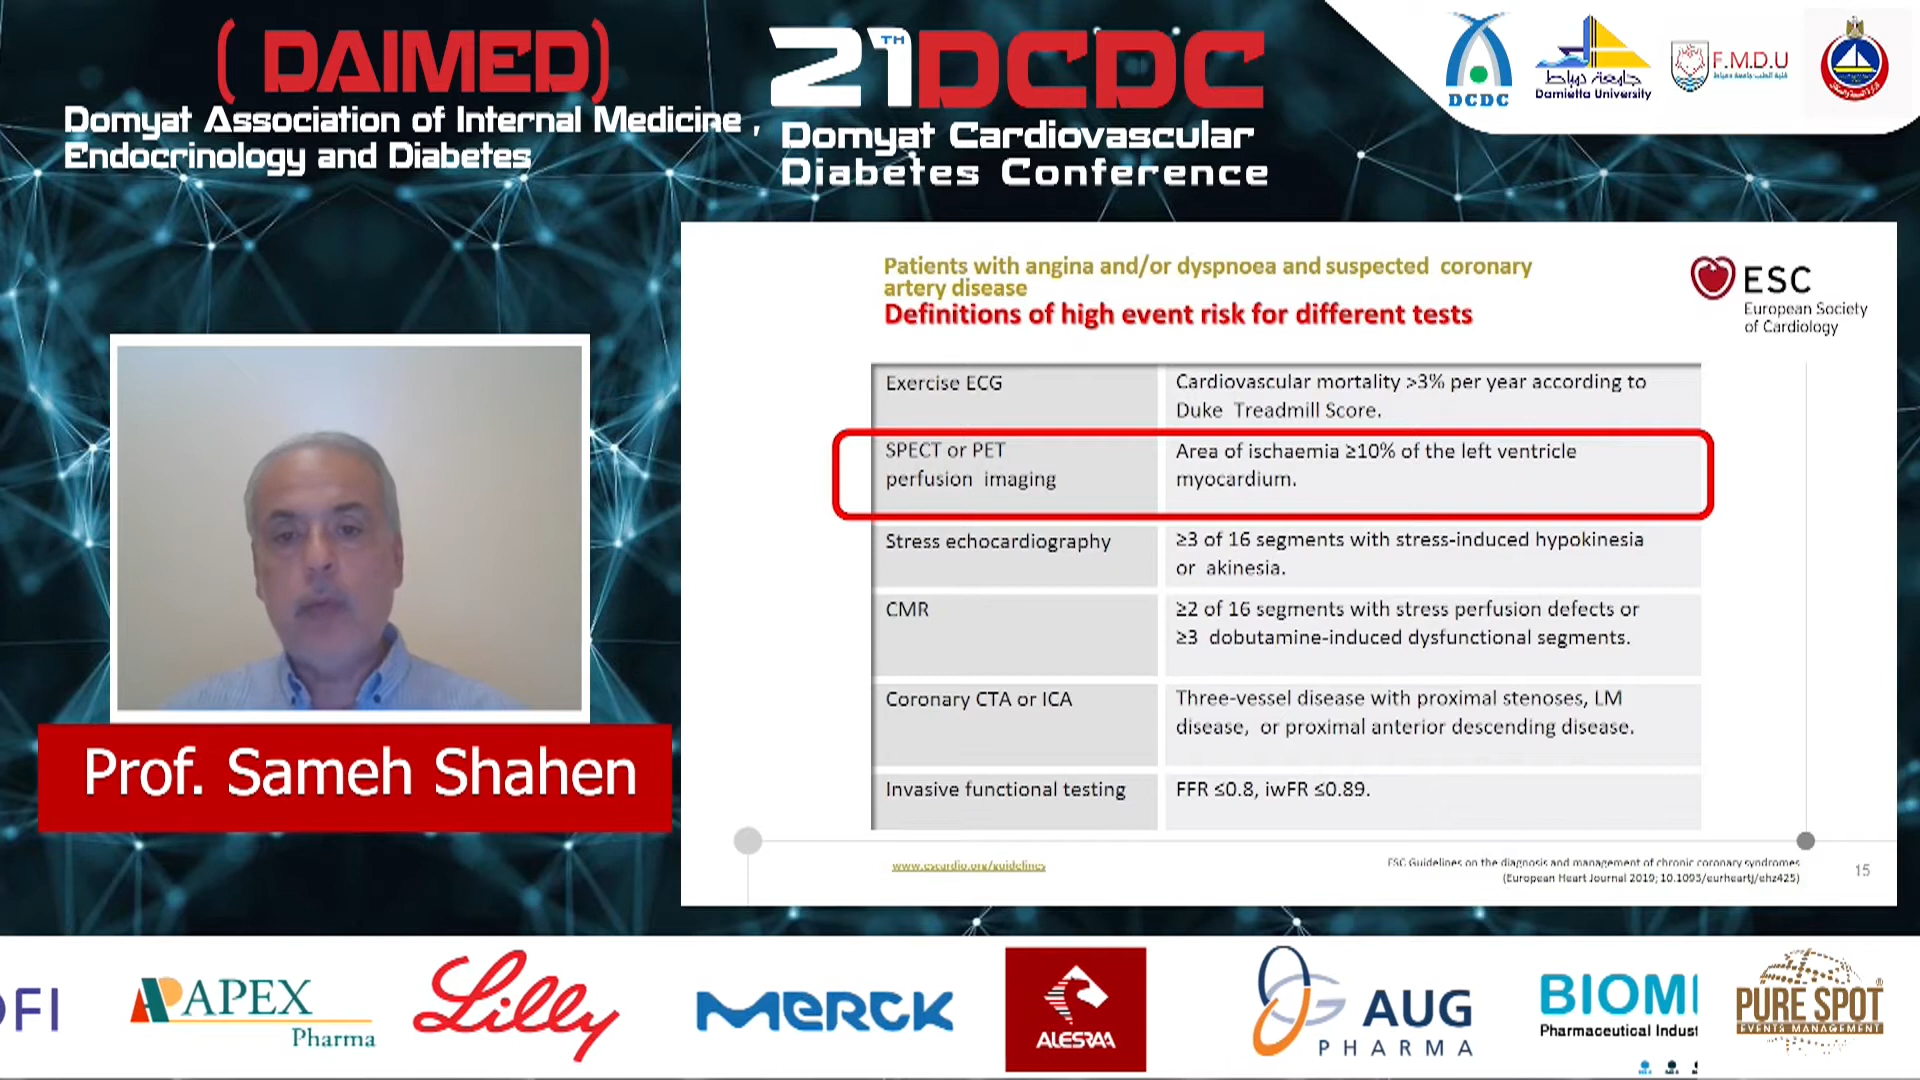 ( DAIMED)
Domyat Association of Internal Medicine ,
Endocrinology and Diabetes
21TH DCDC
Domyat Cardiovascular
Diabetes Conference
DCDC
جامعة دمياط
Damietta University
F.M.D.U
كلية الطب جامعة دمياط
Patients with angina and/or dyspnoea and suspected coronary
artery disease
Definitions of high event risk for different tests
ESC
European Society
of Cardiology
Exercise ECG
Cardiovascular mortality >3% per year according to
Duke Treadmill Score.
SPECT or PET
perfusion imaging
Area of ischaemia ≥10% of the left ventricle
myocardium.
Stress echocardiography
≥3 of 16 segments with stress-induced hypokinesia
or akinesia.
CMR
≥2 of 16 segments with stress perfusion defects or
≥3 dobutamine-induced dysfunctional segments.
Coronary CTA or ICA
Three-vessel disease with proximal stenoses, LM
disease, or proximal anterior descending disease.
Invasive functional testing
FFR ≤0.8, iwFR ≤0.89.
www.escardio.org/guidelines
ESC Guidelines on the diagnosis and management of chronic coronary syndromes
(European Heart Journal 2019; 10.1093/eurheartj/ehz425)
15
Prof. Sameh Shahen
OFI
APEX
Pharma
Lilly
MERCK
ALESRAA
AUG
PHARMA
BIOMI
Pharmaceutical Indust
PURE SPOT
EVENTS MANAGEMENT